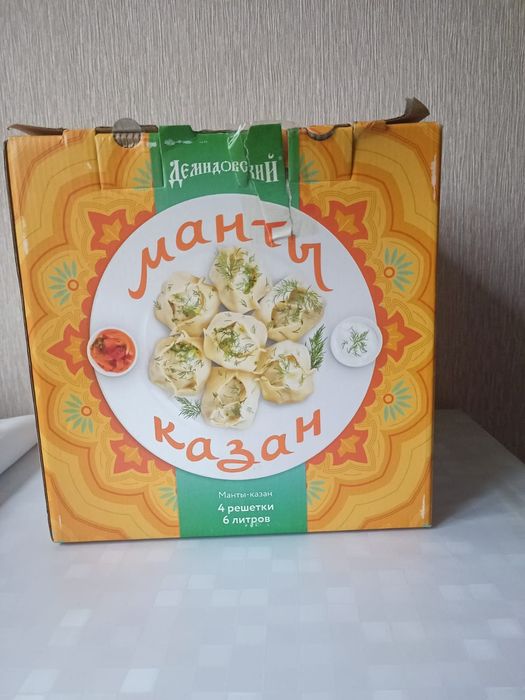 Демидовский
манты
казан
Манты-казан
4 решетки
6 литров